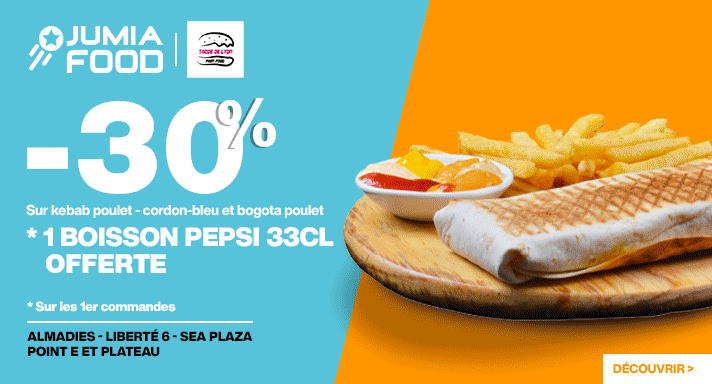 JUMIA
FOOD
TACOS DE LYON
FAST FOOD
-30%
Sur kebab poulet - cordon-bleu et bogota poulet
* 1 BOISSON PEPSI 33CL
OFFERTE
* Sur les 1er commandes
ALMADIES - LIBERTÉ 6 - SEA PLAZA
POINT E ET PLATEAU
DÉCOUVRIR >